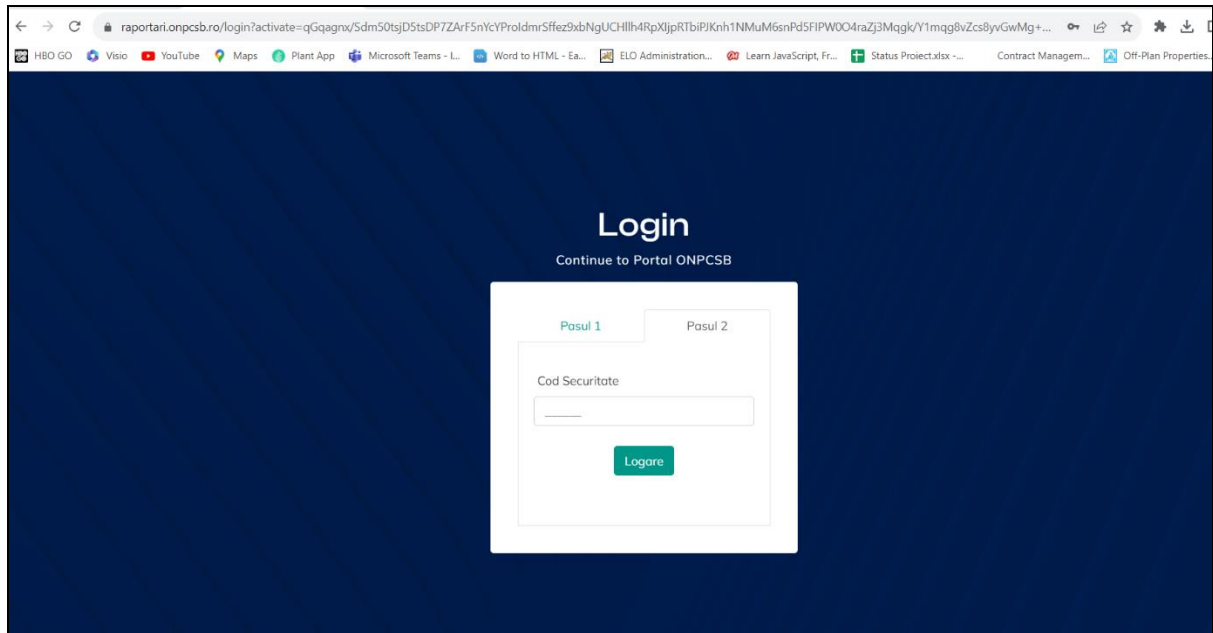 raportari.onpcsb.ro/login?activate=qGqagnx/Sdm50tsjD5tsDP7ZArF5nYcYProIdmrSffez9xbNgUCHllh4RpXljpRTbiPJKnh1NMuM6snPd5FIPW0O4raZj3Mqgk/Y1mqg8vZcs8yvGwMg+...
HBO GO Visio YouTube Maps Plant App Microsoft Teams - I... Word to HTML - Ea... ELO Administration... Learn JavaScript, Fr... Status Proiect.xlsx -... Contract Managem... Off-Plan Properties...
Login
Continue to Portal ONPCSB
Pasul 1 Pasul 2
Cod Securitate
______
Logare